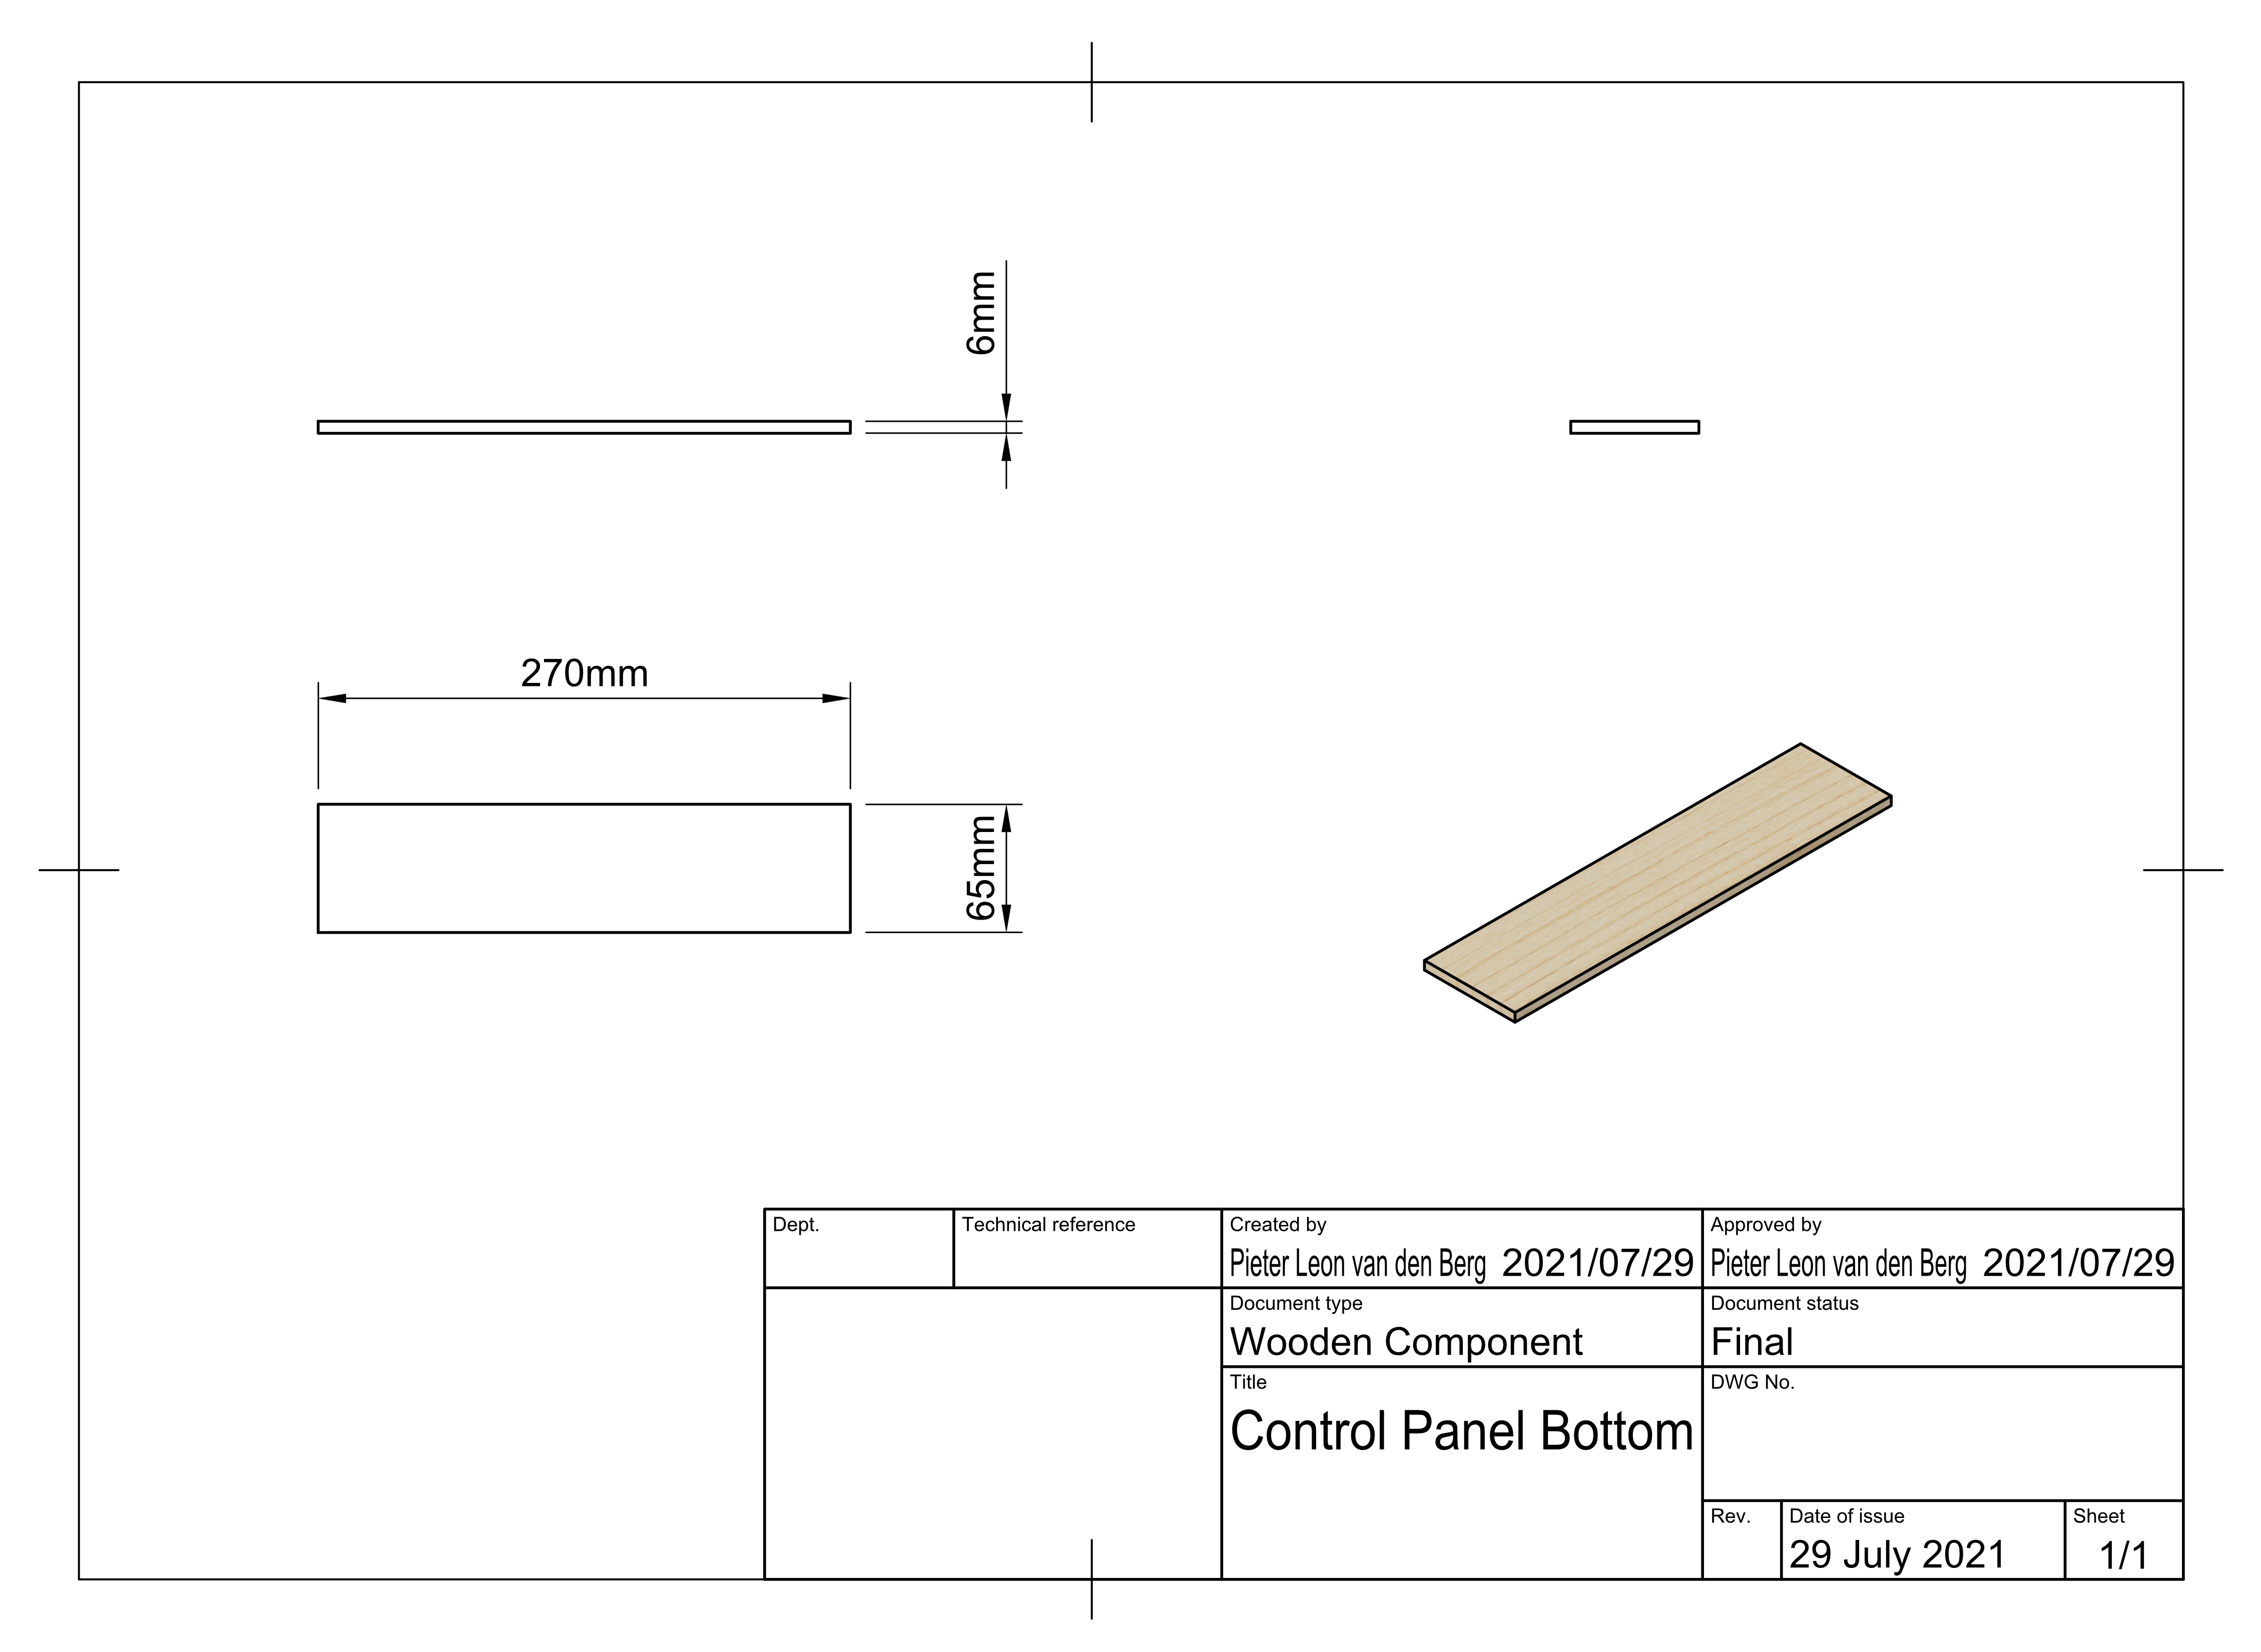 6mm
270mm
65mm
Dept.
Technical reference
Created by
Pieter Leon van den Berg 2021/07/29
Approved by
Pieter Leon van den Berg 2021/07/29
Document type
Wooden Component
Document status
Final
Title
Control Panel Bottom
DWG No.
Rev.
Date of issue
29 July 2021
Sheet
1/1